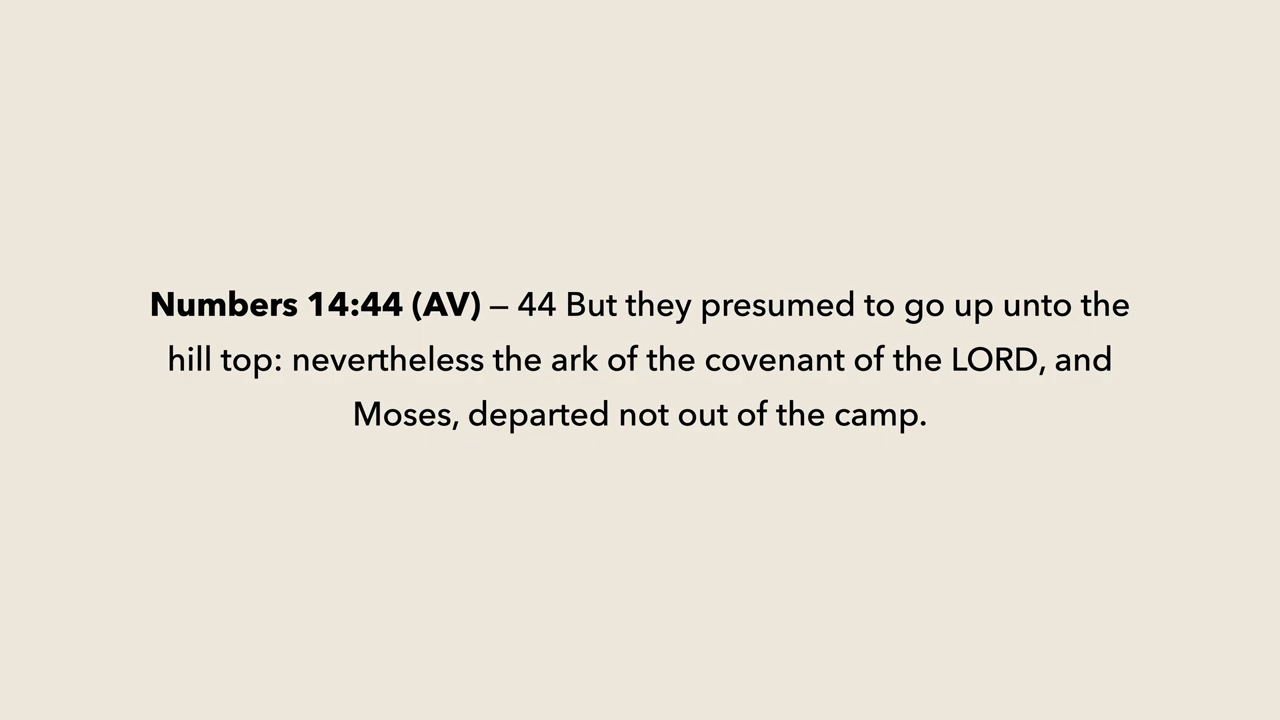 Numbers 14:44 (AV) – 44 But they presumed to go up unto the
hill top: nevertheless the ark of the covenant of the LORD, and
Moses, departed not out of the camp.